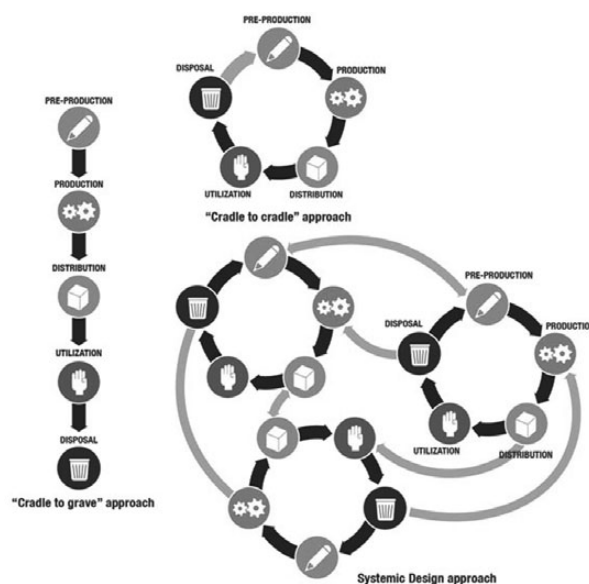 PRE-PRODUCTION
PRODUCTION
DISTRIBUTION
UTILIZATION
DISPOSAL
“Cradle to grave” approach
PRE-PRODUCTION
DISPOSAL
PRODUCTION
UTILIZATION
DISTRIBUTION
“Cradle to cradle” approach
PRE-PRODUCTION
DISPOSAL
PRODUCTION
UTILIZATION
DISTRIBUTION
Systemic Design approach